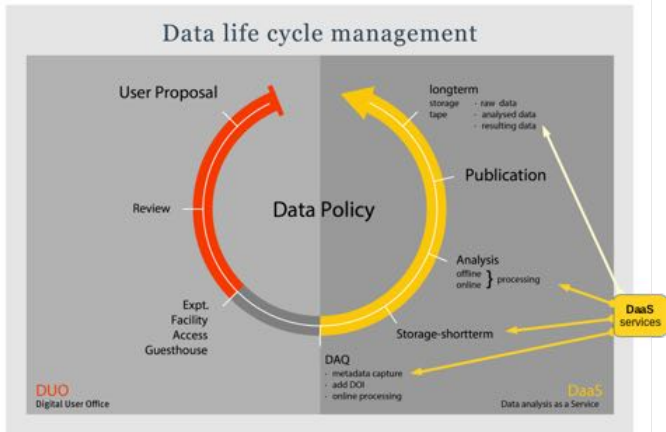 Data life cycle management
User Proposal
Review
Expt.
Facility
Access
Guesthouse
DUO
Digital User Office
Data Policy
longterm
storage - raw data
tape - analysed data
- resulting data
Publication
Analysis
offline
online } processing
Storage-shortterm
DAQ
- metadata capture
- add DOI
- online processing
DaaS
services
DaaS
Data analysis as a Service